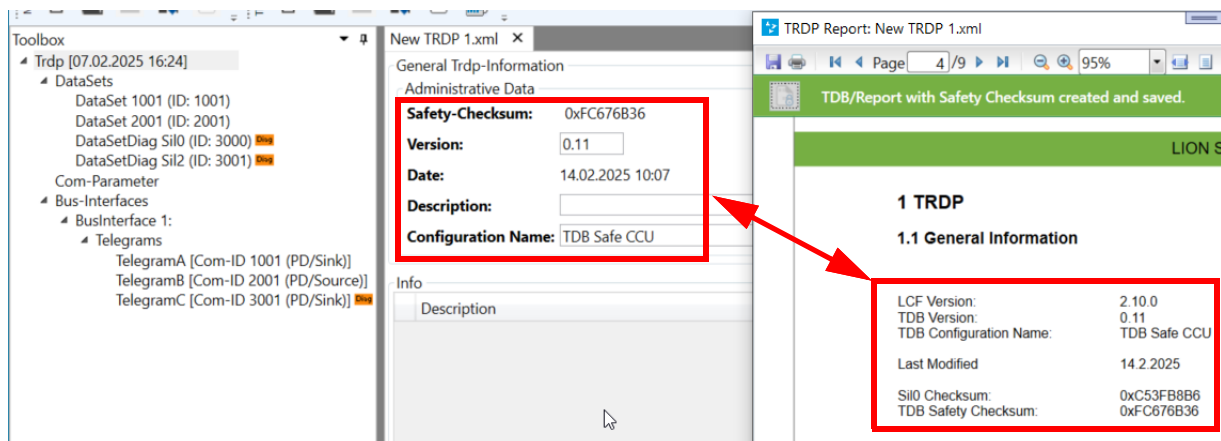 Toolbox
Trdp [07.02.2025 16:24]
DataSets
DataSet 1001 (ID: 1001)
DataSet 2001 (ID: 2001)
DataSetDiag Sil0 (ID: 3000) Diag
DataSetDiag Sil2 (ID: 3001) Diag
Com-Parameter
Bus-Interfaces
BusInterface 1:
Telegrams
TelegramA [Com-ID 1001 (PD/Sink)]
TelegramB [Com-ID 2001 (PD/Source)]
TelegramC [Com-ID 3001 (PD/Sink)] Diag
New TRDP 1.xml
General Trdp-Information
Administrative Data
Safety-Checksum: 0xFC676B36
Version: 0.11
Date: 14.02.2025 10:07
Description:
Configuration Name: TDB Safe CCU
Info
Description
TRDP Report: New TRDP 1.xml
Page 4 /9 95%
TDB/Report with Safety Checksum created and saved.
LION S
1 TRDP
1.1 General Information
LCF Version: 2.10.0
TDB Version: 0.11
TDB Configuration Name: TDB Safe CCU
Last Modified 14.2.2025
Sil0 Checksum: 0xC53FB8B6
TDB Safety Checksum: 0xFC676B36